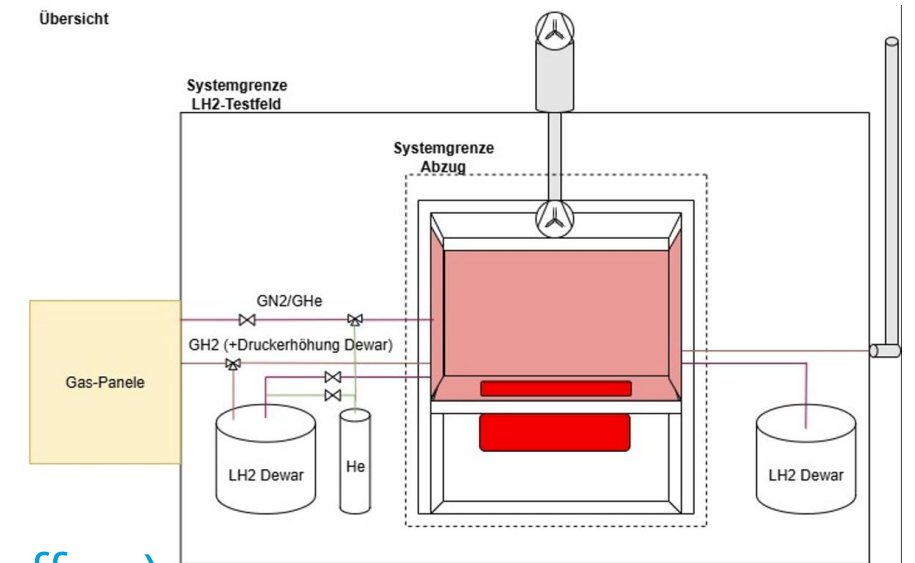 Übersicht
Systemgrenze
LH2-Testfeld
Systemgrenze
Abzug
GN2/GHe
GH2 (+Druckerhöhung Dewar)
Gas-Panele
LH2 Dewar
He
LH2 Dewar